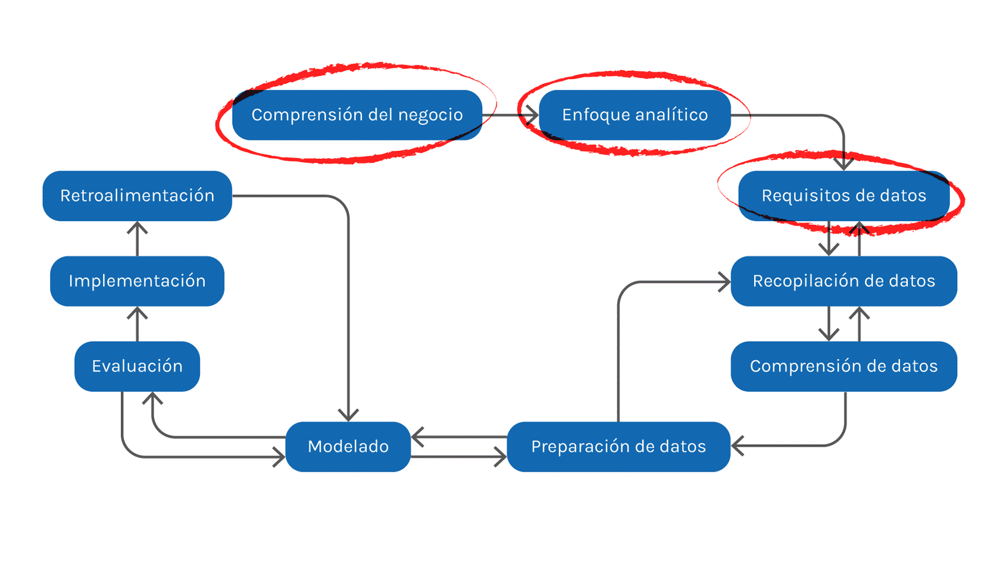 Comprensión del negocio
Enfoque analítico
Retroalimentación
Requisitos de datos
Implementación
Recopilación de datos
Evaluación
Comprensión de datos
Modelado
Preparación de datos